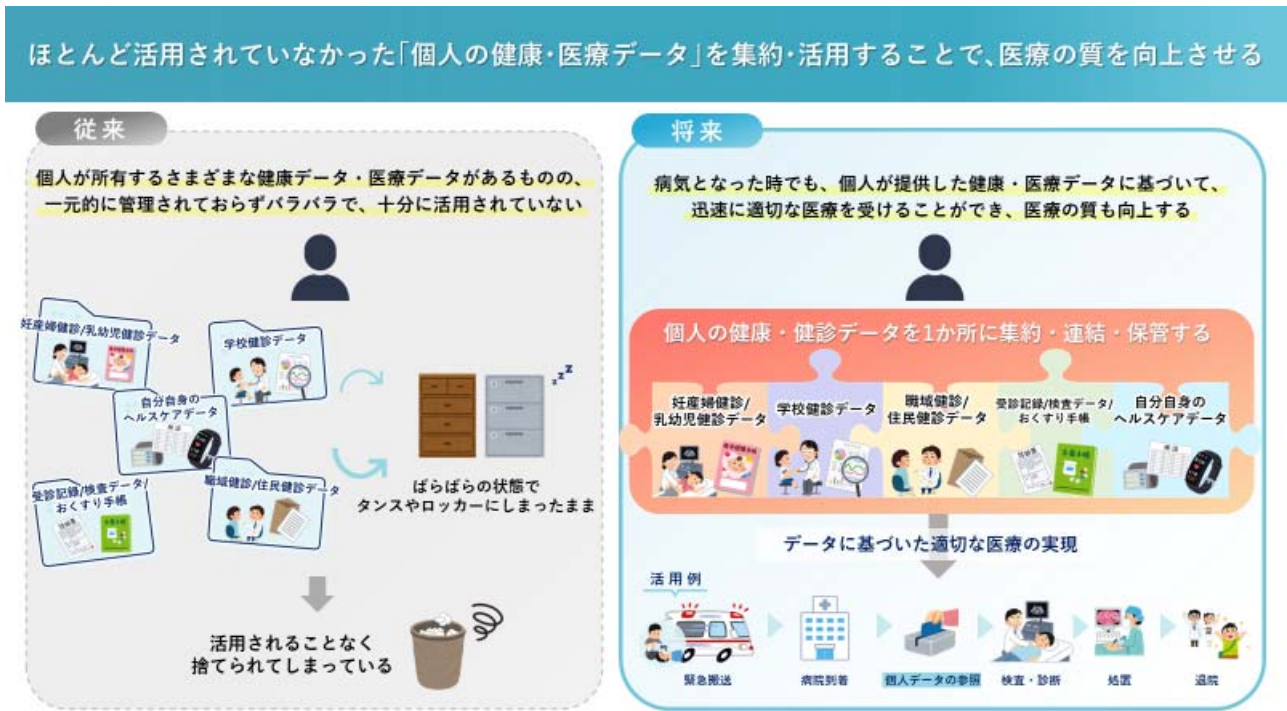 ほとんど活用されていなかった「個人の健康・医療データ」を集約・活用することで、医療の質を向上させる
従来
個人が所有するさまざまな健康データ・医療データがあるものの、
一元的に管理されておらずバラバラで、十分に活用されていない
妊産婦健診/乳幼児健診データ
学校健診データ
自分自身の
ヘルスケアデータ
受診記録/検査データ/
おくすり手帳
職域健診/住民健診データ
zzz
ばらばらの状態で
タンスやロッカーにしまったまま
活用されることなく
捨てられてしまっている
将来
病気となった時でも、個人が提供した健康・医療データに基づいて、
迅速に適切な医療を受けることができ、医療の質も向上する
個人の健康・健診データを1か所に集約・連結・保管する
妊産婦健診/
乳幼児健診データ
学校健診データ
職域健診/
住民健診データ
受診記録/検査データ/
おくすり手帳
自分自身の
ヘルスケアデータ
データに基づいた適切な医療の実現
活用例
緊急搬送
病院到着
個人データの参照
検査・診断
処置
退院